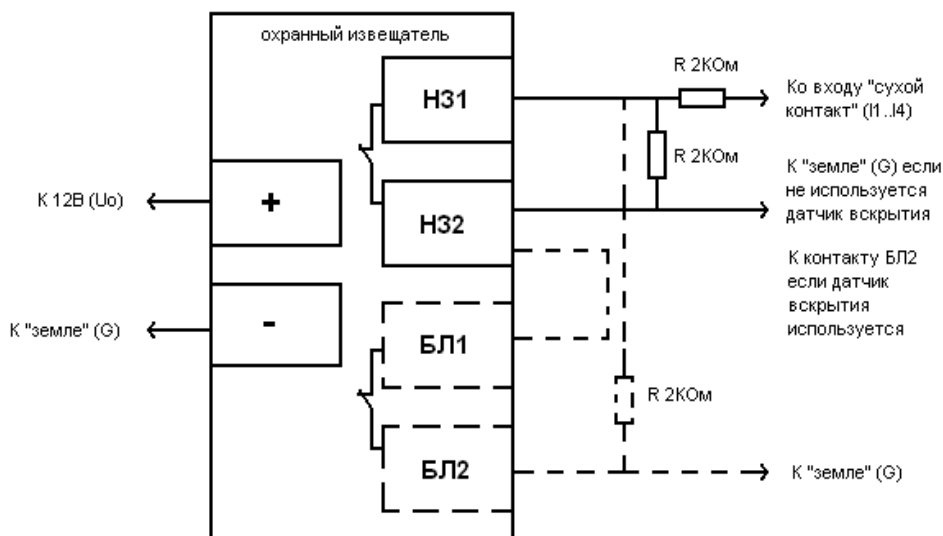 охранный извещатель
НЗ1
R 2КОм
Ко входу "сухой
контакт" (I1..I4)
R 2КОм
К "земле" (G) если
не используется
датчик вскрытия
К 12В (Uo)
+
НЗ2
К контакту БЛ2
если датчик
вскрытия
используется
К "земле" (G)
-
БЛ1
R 2КОм
БЛ2
К "земле" (G)